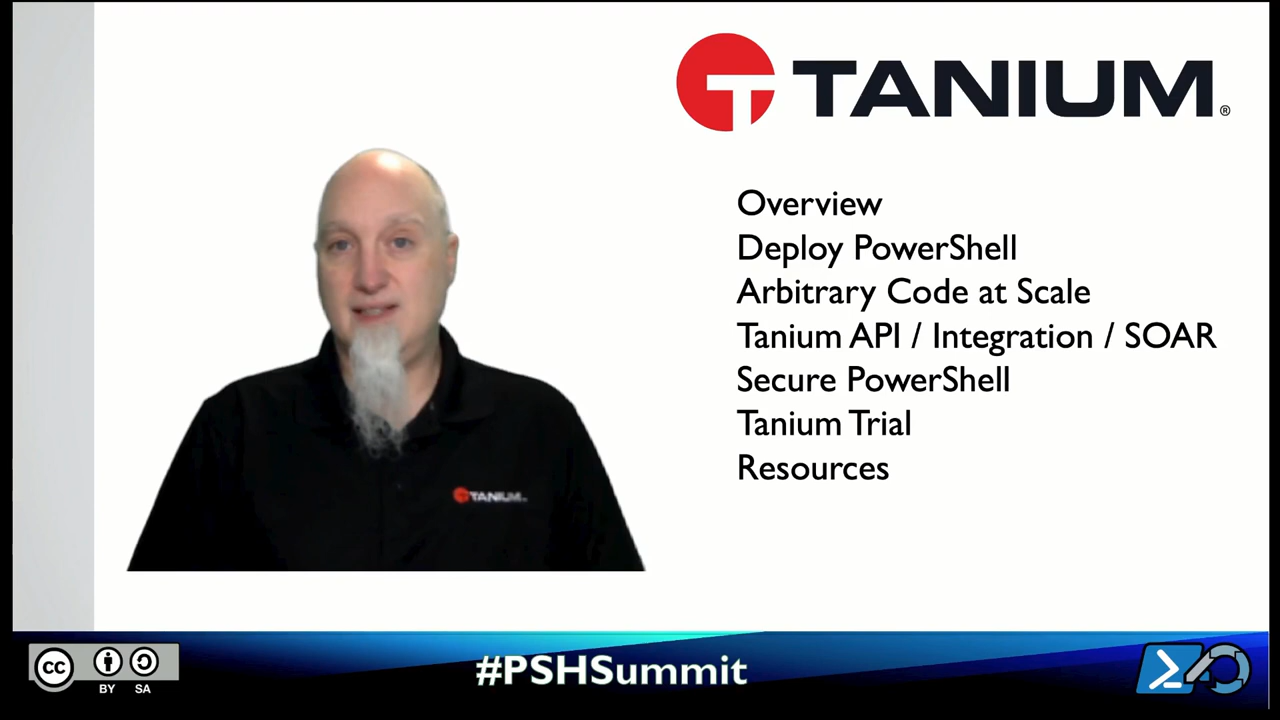 TANIUM®
Overview
Deploy PowerShell
Arbitrary Code at Scale
Tanium API / Integration / SOAR
Secure PowerShell
Tanium Trial
Resources
TANIUM
cc
BY SA
#PSHSummit